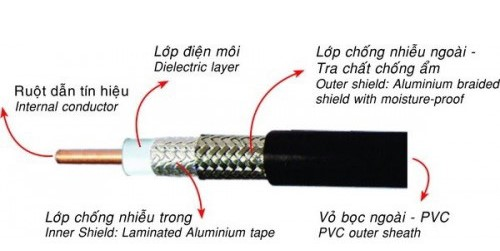 Lớp điện môi
Dielectric layer
Lớp chống nhiễu ngoài -
Tra chất chống ẩm
Outer shield: Aluminium braided
shield with moisture-proof
Ruột dẫn tín hiệu
Internal conductor
Lớp chống nhiễu trong
Inner Shield: Laminated Aluminium tape
Vỏ bọc ngoài - PVC
PVC outer sheath